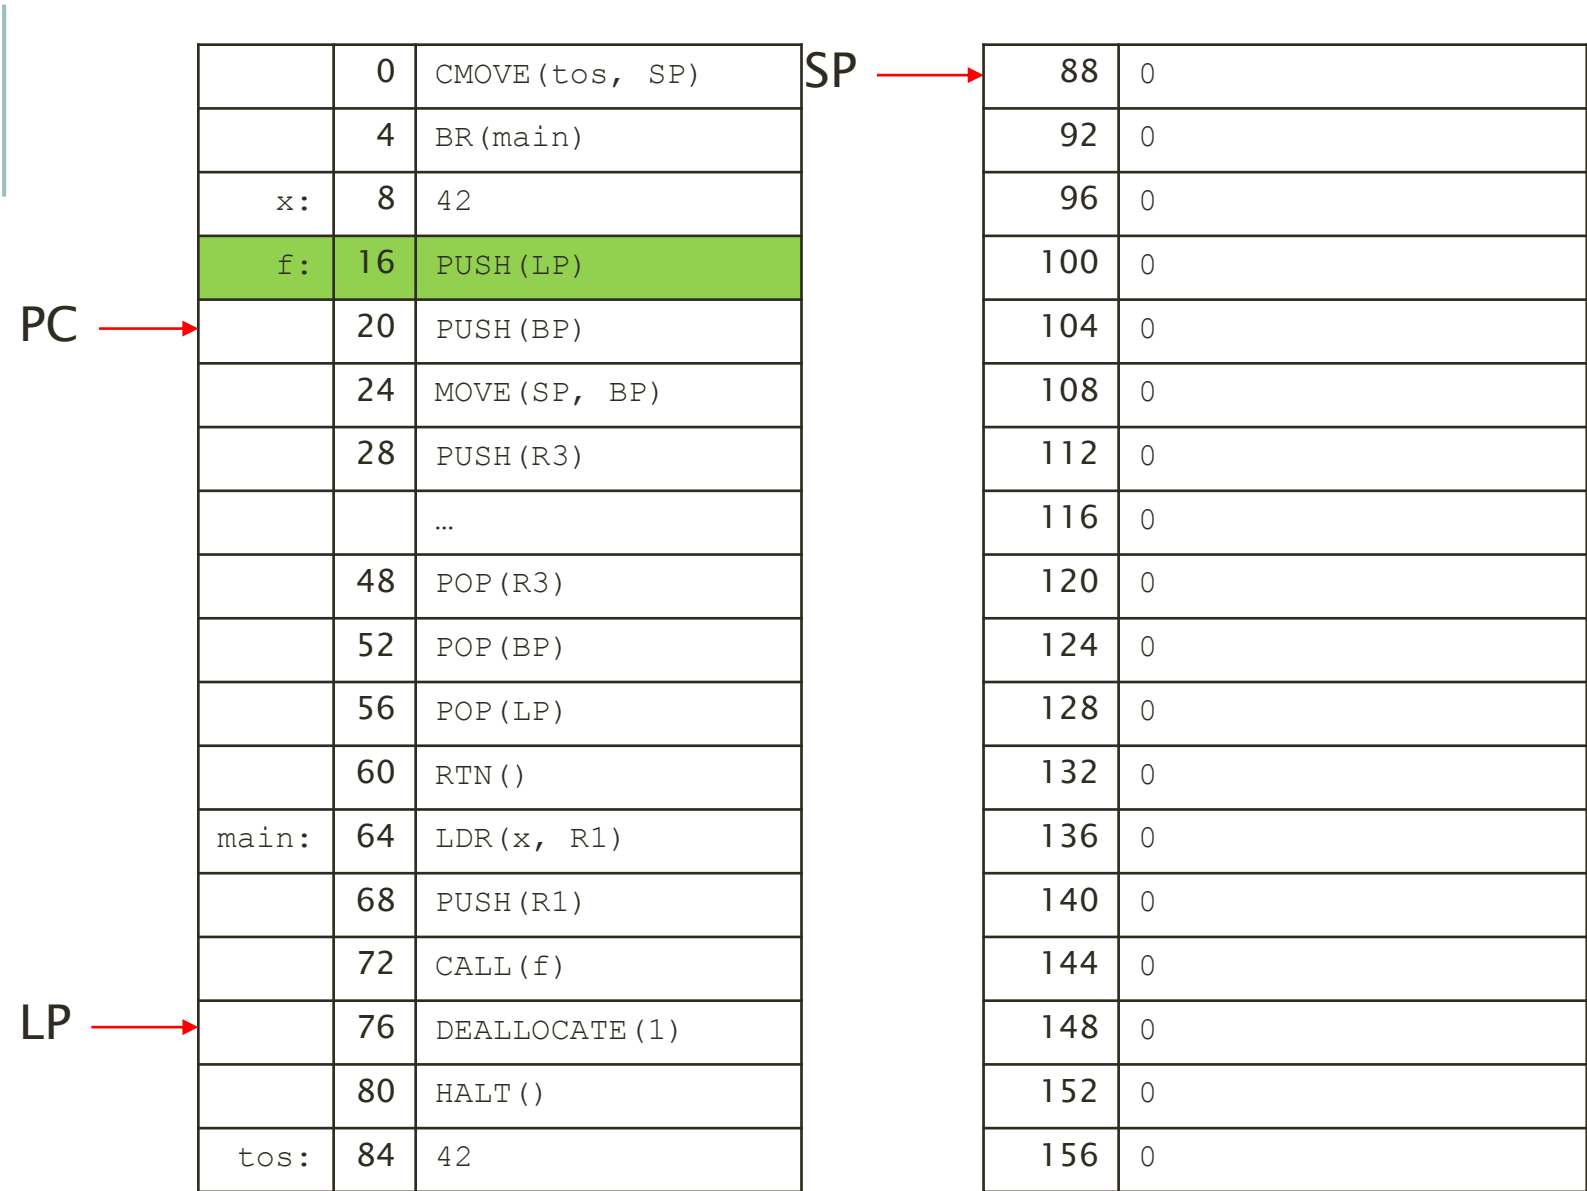 0 CMOVE(tos, SP)
4 BR(main)
x: 8 42
f: 16 PUSH(LP)
PC 20 PUSH(BP)
24 MOVE(SP, BP)
28 PUSH(R3)
…
48 POP(R3)
52 POP(BP)
56 POP(LP)
60 RTN()
main: 64 LDR(x, R1)
68 PUSH(R1)
72 CALL(f)
LP 76 DEALLOCATE(1)
80 HALT()
tos: 84 42
SP 88 0
92 0
96 0
100 0
104 0
108 0
112 0
116 0
120 0
124 0
128 0
132 0
136 0
140 0
144 0
148 0
152 0
156 0